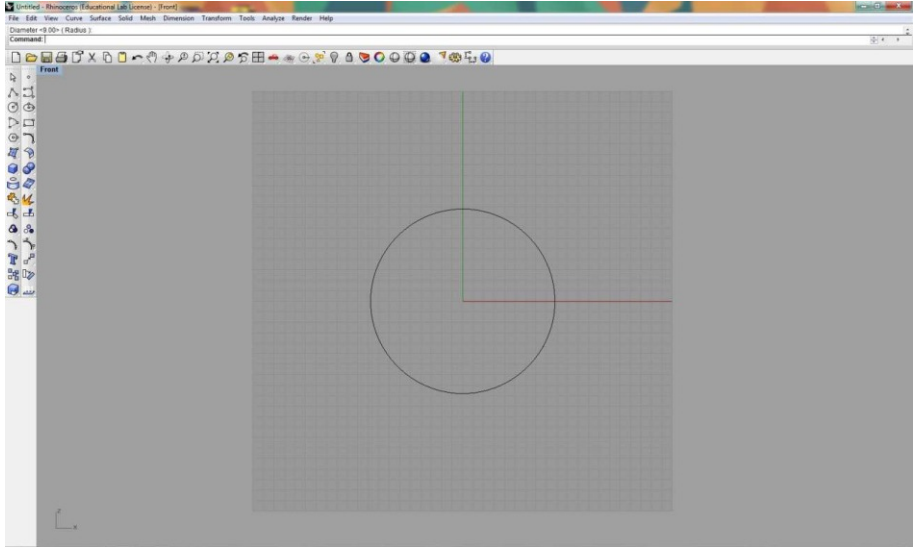 Untitled - Rhinoceros (Educational Lab License) - [Front]
File Edit View Curve Surface Solid Mesh Dimension Transform Tools Analyze Render Help
Diameter <9.00> ( Radius ):
Command:
Front
z
x